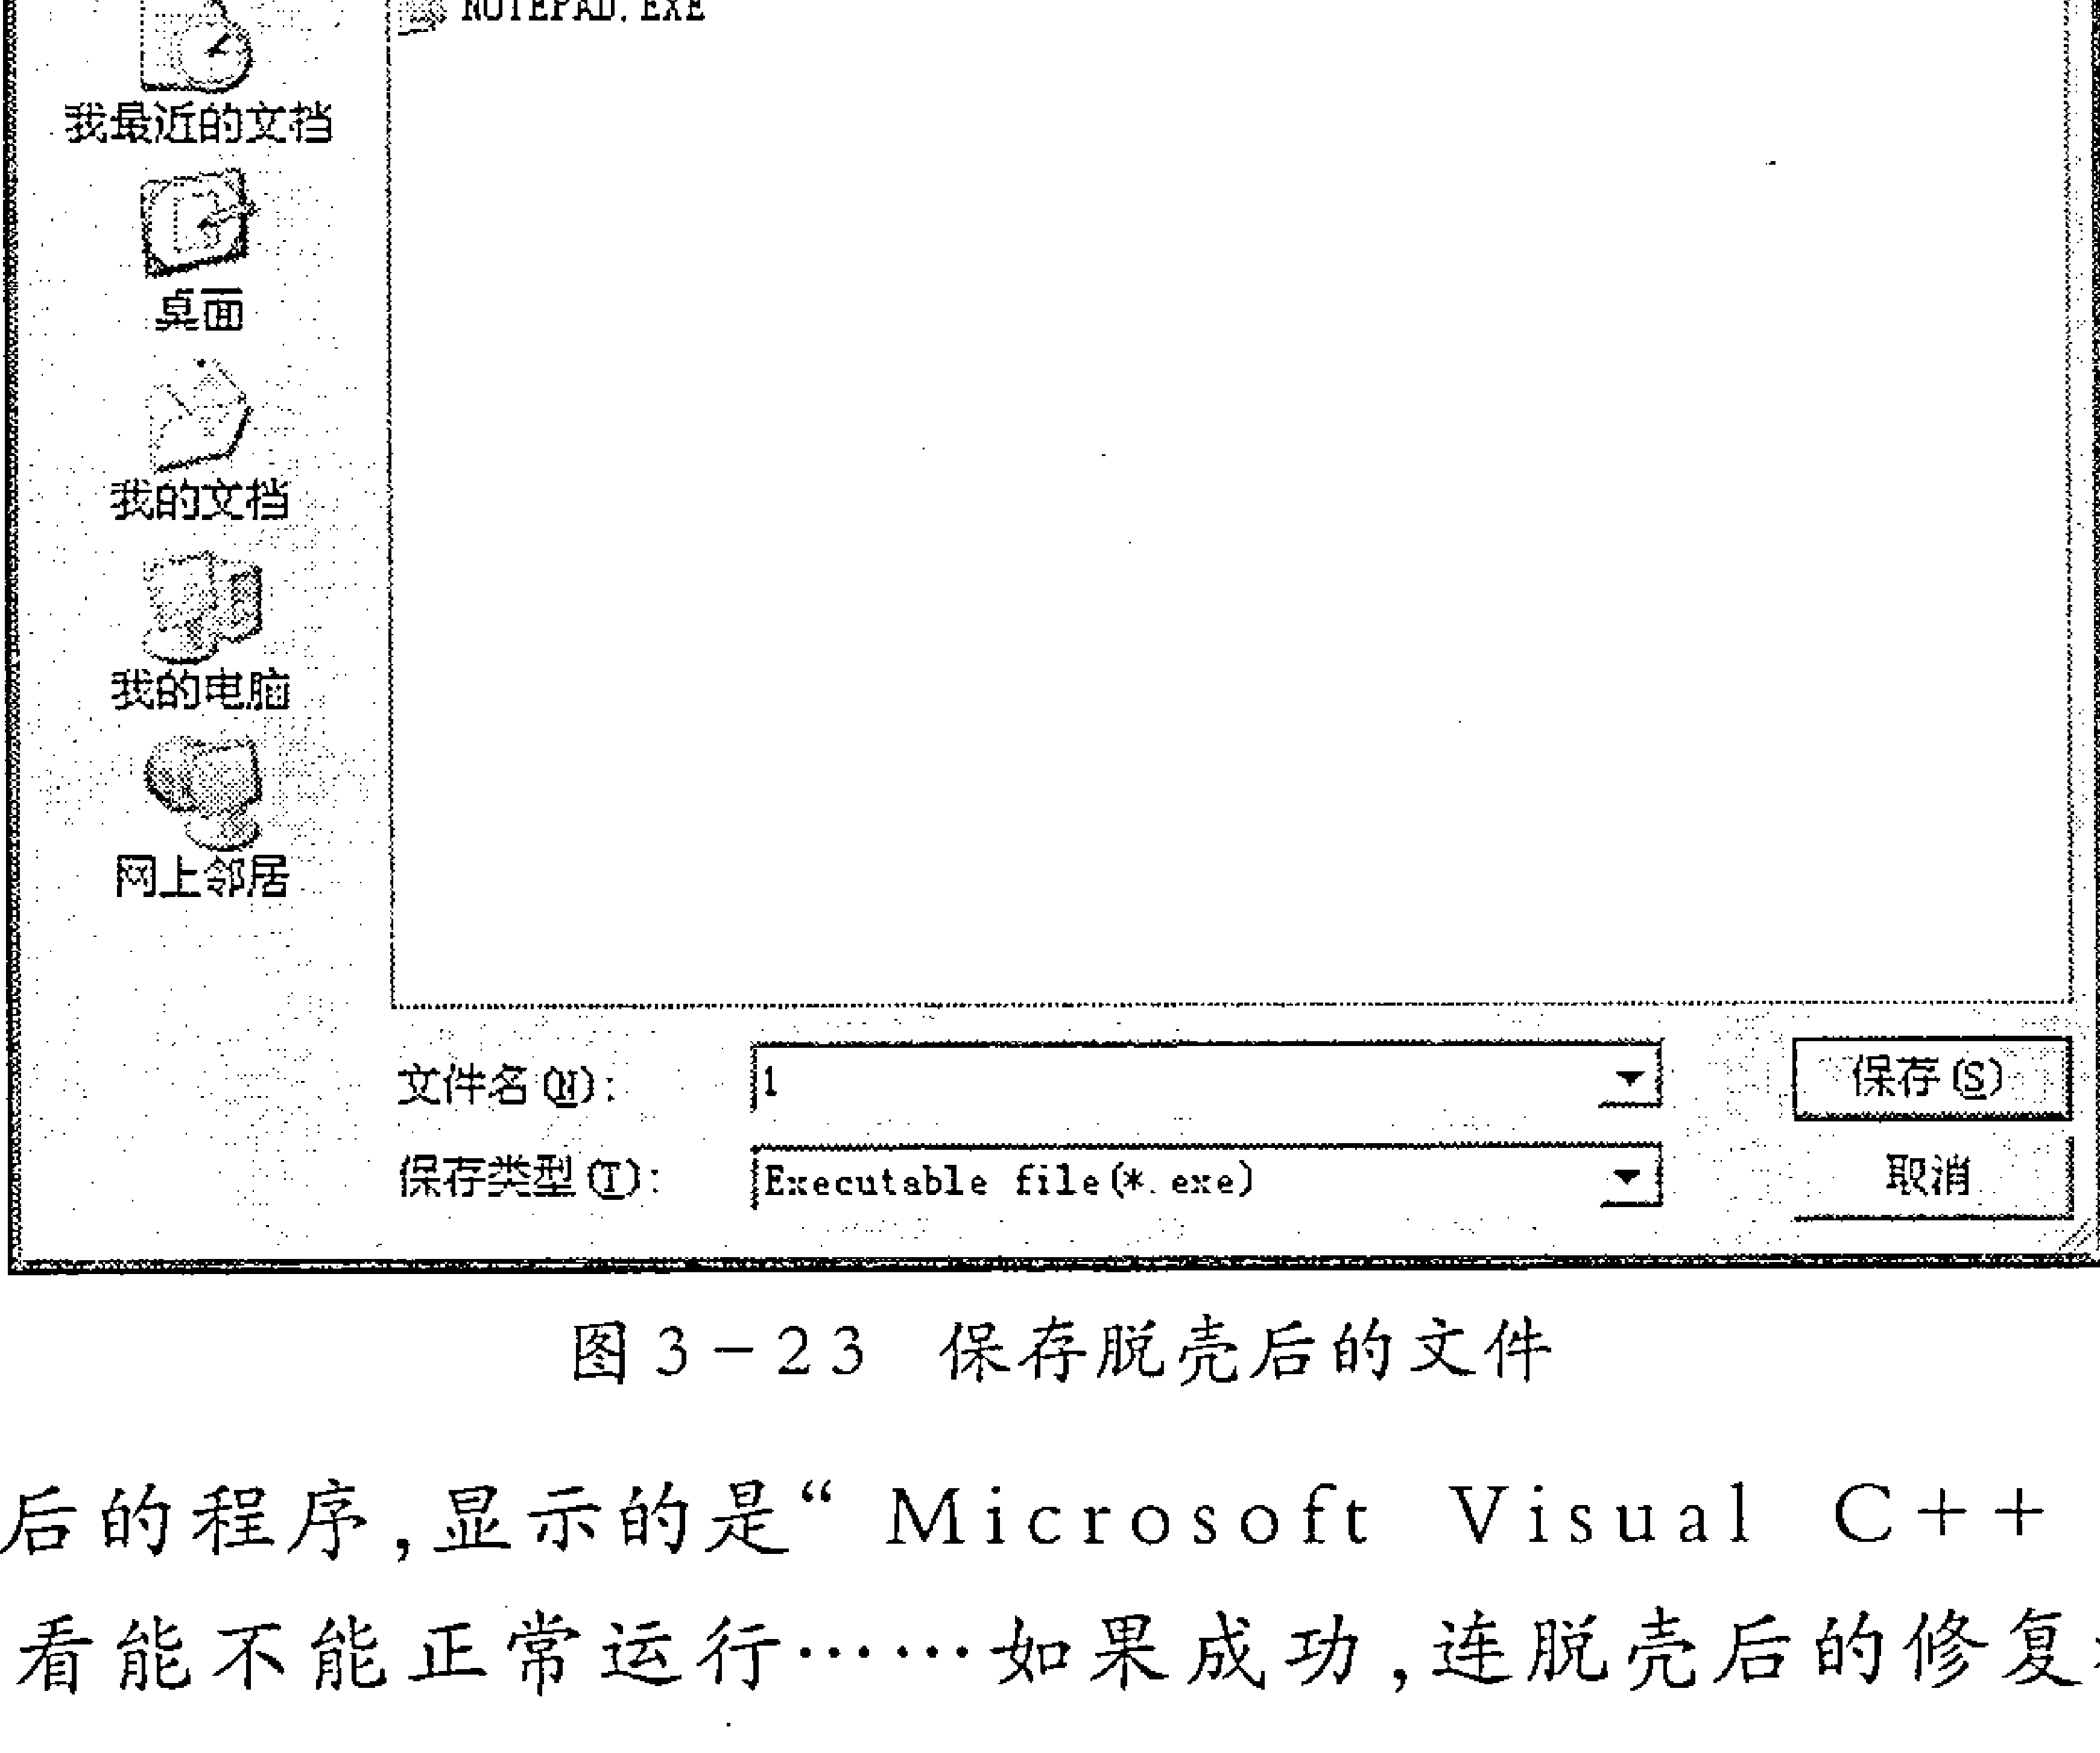 NOTEPAD.EXE
我最近的文档
桌面
我的文档
我的电脑
网上邻居
文件名(N): 1 保存(S)
保存类型(T): Executable file(*.exe) 取消
图3-23 保存脱壳后的文件
后的程序,显示的是“Microsoft Visual C++
看能不能正常运行……如果成功,连脱壳后的修复